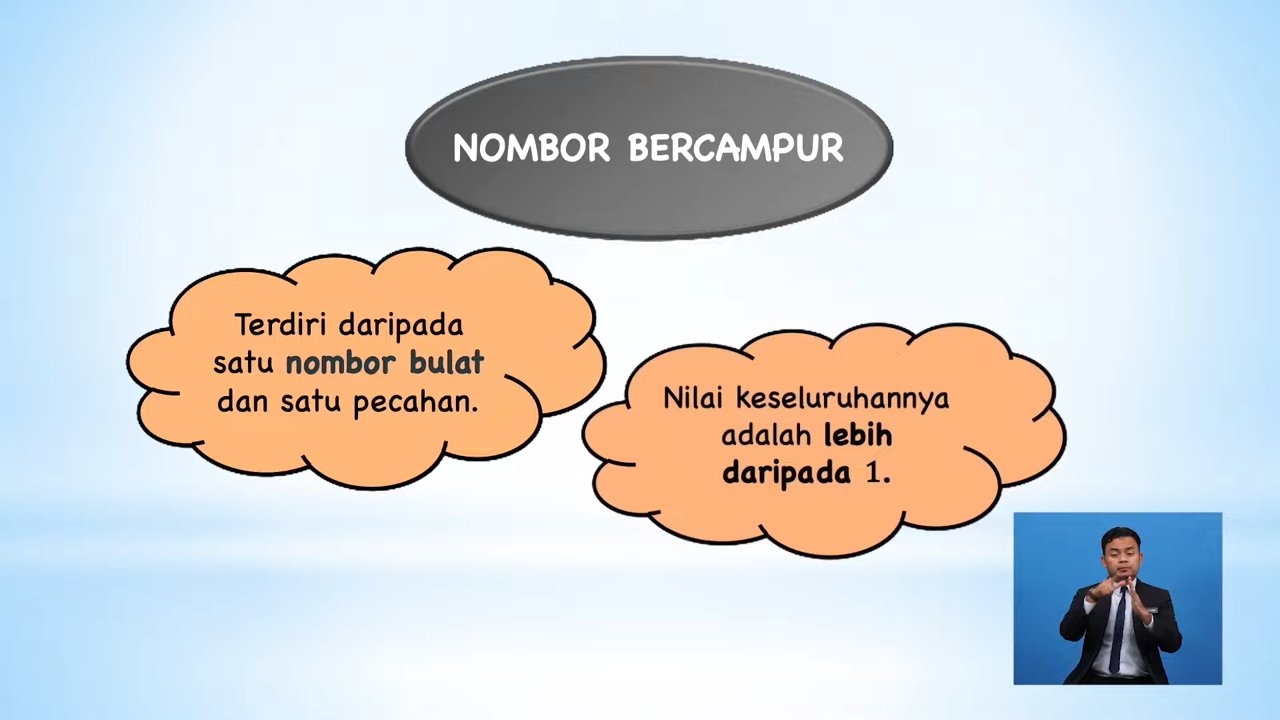 NOMBOR BERCAMPUR
Terdiri daripada
satu nombor bulat
dan satu pecahan.
Nilai keseluruhannya
adalah lebih
daripada 1.